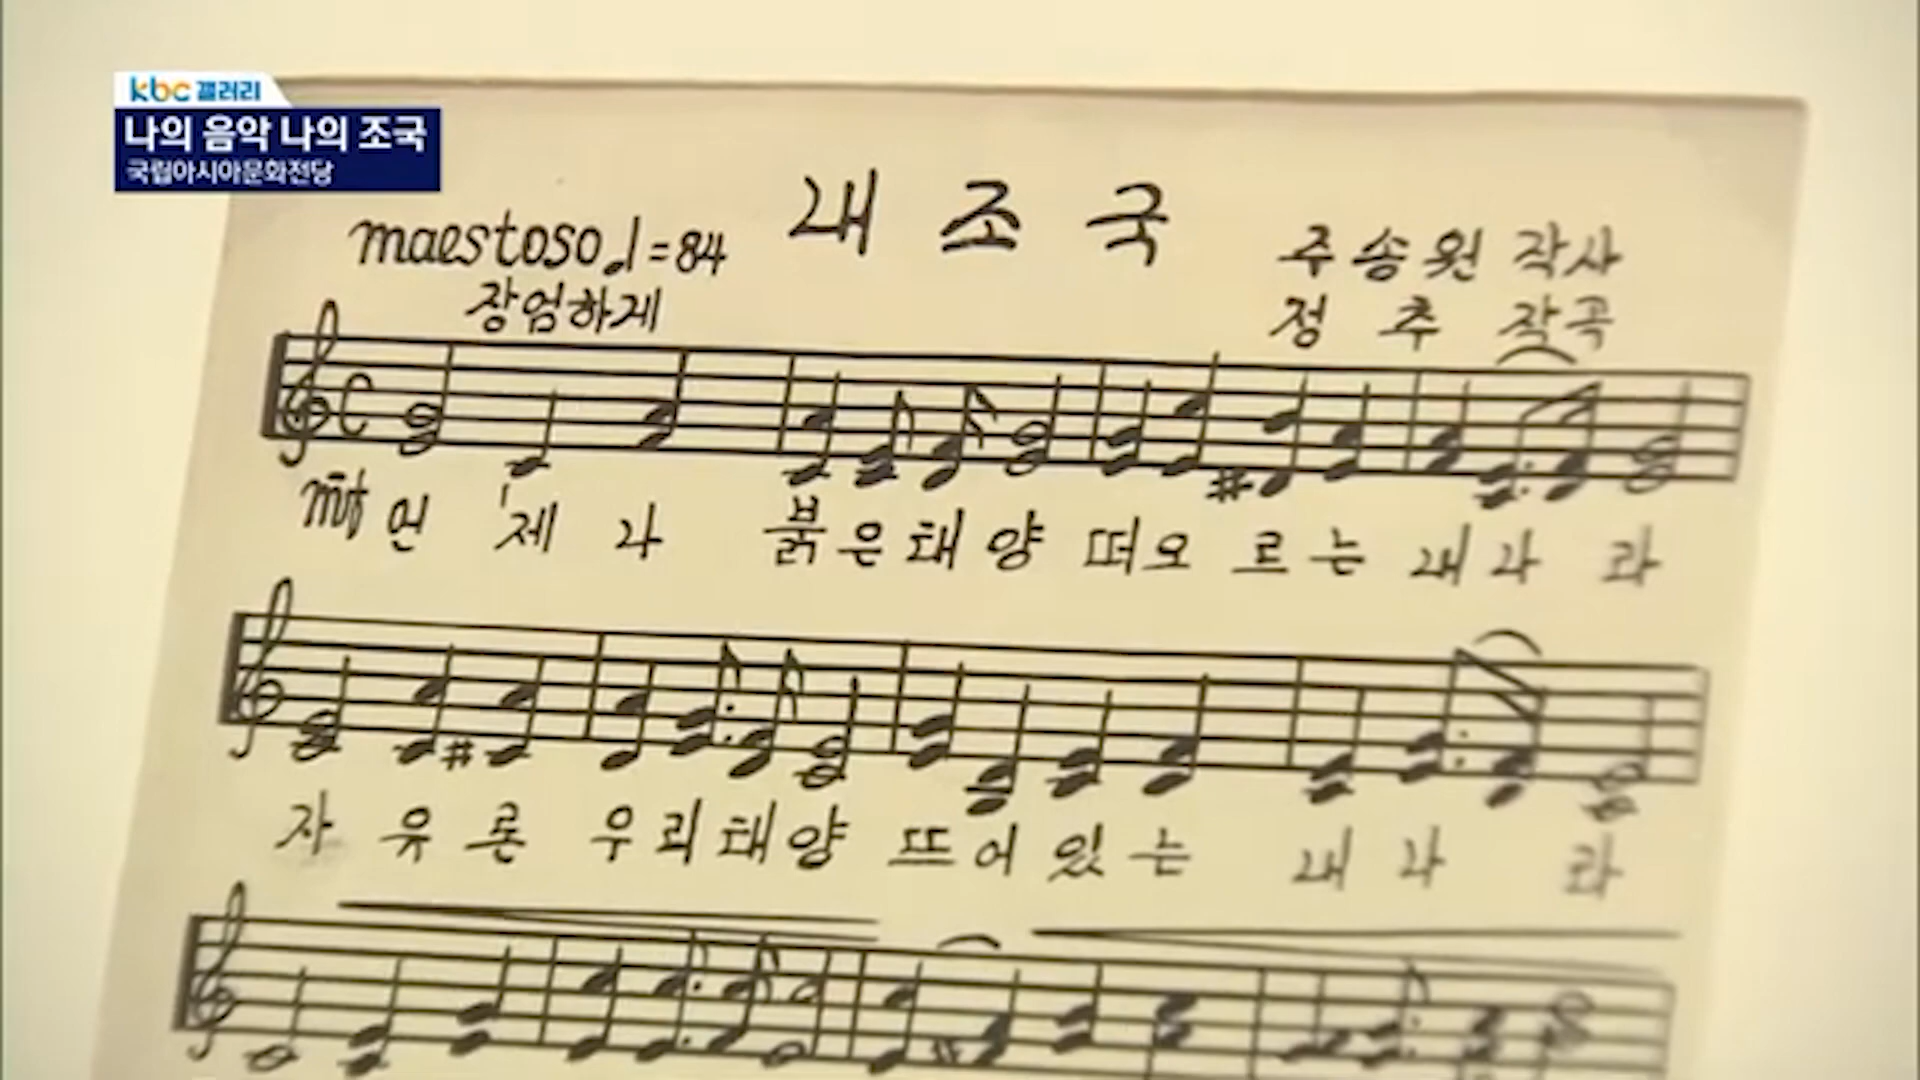 kbc갤러리
나의 음악 나의 조국
국립아시아문화전당
내 조 국
maestoso ♩=84
장엄하게
주 송 원 작사
정 추 작곡
mf 언 제 나 붉 은 태 양 떠 오 르 는 내 나 라
자 유 론 우 리 태 양 뜨 어 있 는 내 나 라